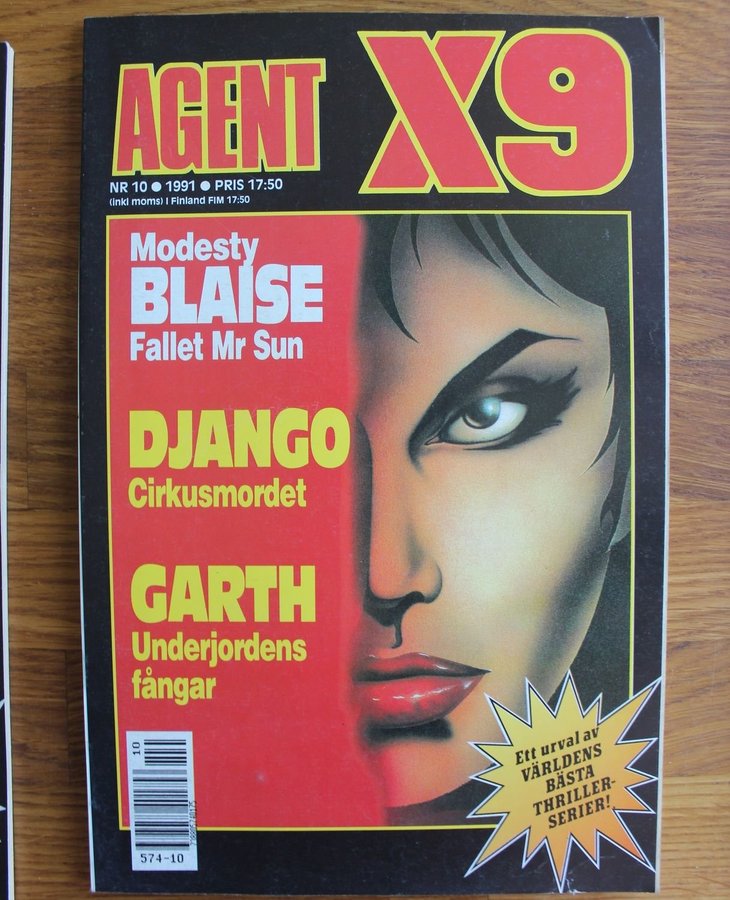 AGENT X9
NR 10 ● 1991 ● PRIS 17:50
(inkl moms) I Finland FIM 17:50
Modesty
BLAISE
Fallet Mr Sun
DJANGO
Cirkusmordet
GARTH
Underjordens
fångar
10
574-10
Ett urval av
VÄRLDENS
BÄSTA
THRILLER-
SERIER!